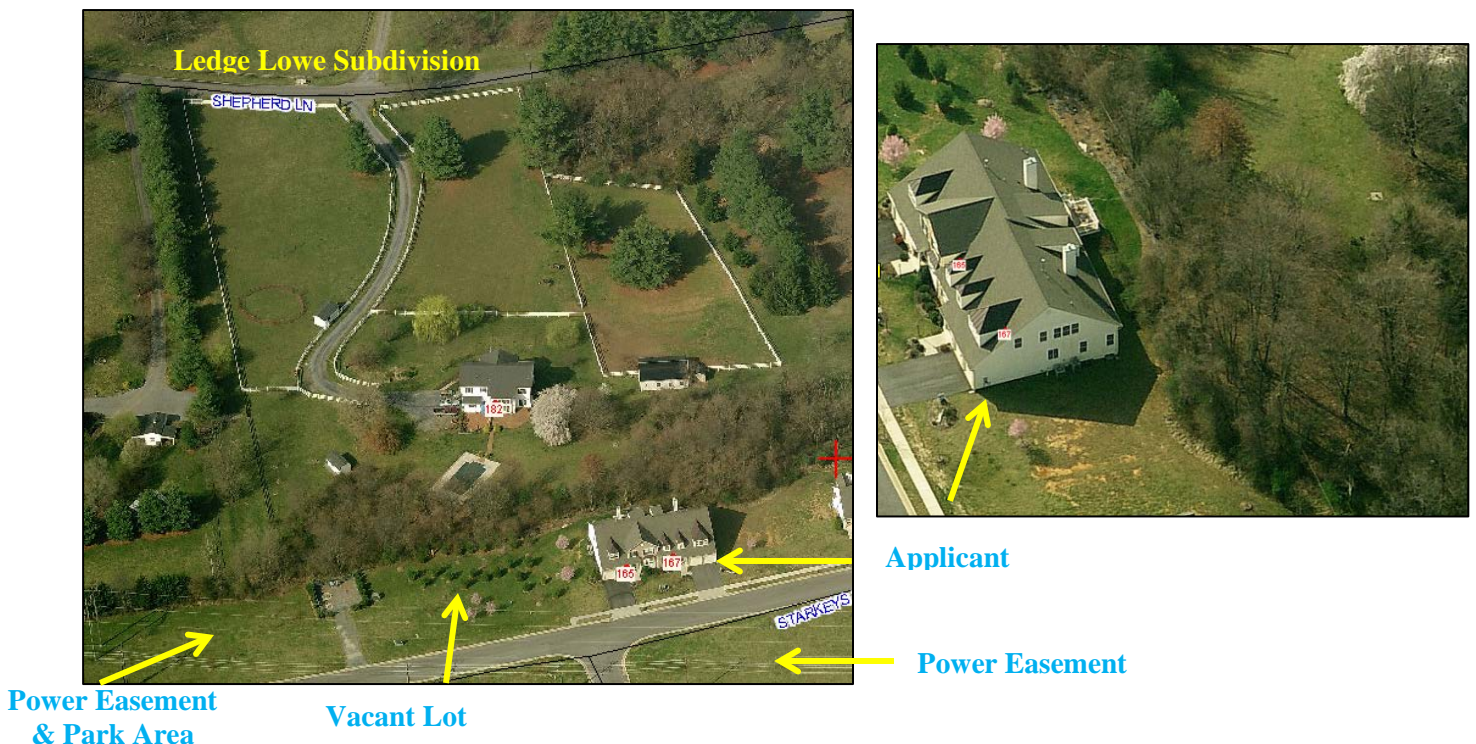 Ledge Lowe Subdivision
SHEPHERD LN
182
165
167
STARKEYS
165
167
Applicant
Power Easement
Power Easement
& Park Area
Vacant Lot